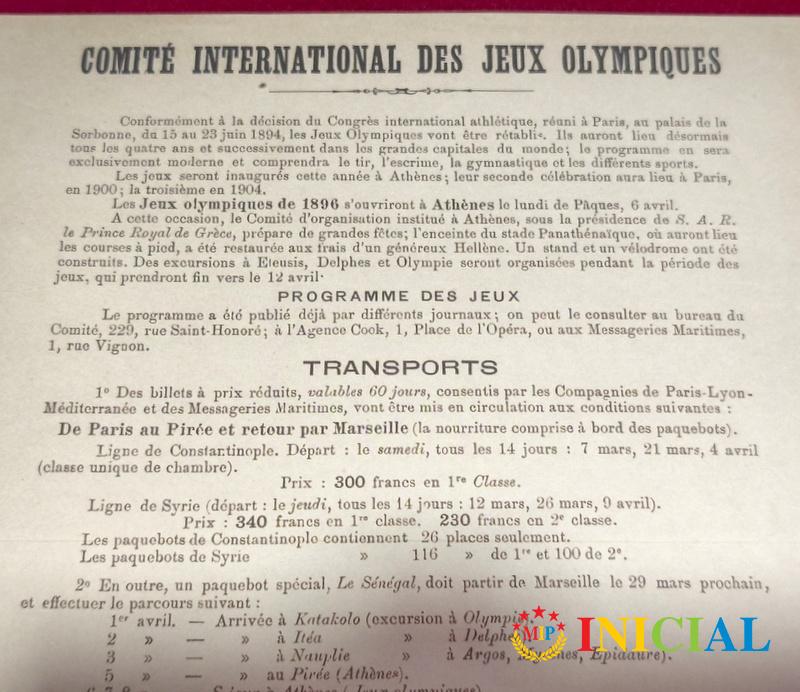 COMITÉ INTERNATIONAL DES JEUX OLYMPIQUES
Conformément à la décision du Congrès international athlétique, réuni à Paris, au palais de la
Sorbonne, du 15 au 23 juin 1894, les Jeux Olympiques vont être rétablis. Ils auront lieu désormais
tous les quatre ans et successivement dans les grandes capitales du monde; le programme en sera
exclusivement moderne et comprendra le tir, l'escrime, la gymnastique et les différents sports.
Les jeux seront inaugurés cette année à Athènes; leur seconde célébration aura lieu à Paris,
en 1900; la troisième en 1904.
Les Jeux olympiques de 1896 s'ouvriront à Athènes le lundi de Pâques, 6 avril.
A cette occasion, le Comité d'organisation institué à Athènes, sous la présidence de S. A. R.
le Prince Royal de Grèce, prépare de grandes fêtes; l'enceinte du stade Panathénaïque, où auront lieu
les courses à pied, a été restaurée aux frais d'un généreux Hellène. Un stand et un vélodrome ont été
construits. Des excursions à Eleusis, Delphes et Olympie seront organisées pendant la période des
jeux, qui prendront fin vers le 12 avril.
PROGRAMME DES JEUX
Le programme a été publié déjà par différents journaux; on peut le consulter au bureau du
Comité, 229, rue Saint-Honoré; à l'Agence Cook, 1, Place de l'Opéra, ou aux Messageries Maritimes,
1, rue Vignon.
TRANSPORTS
1º Des billets à prix réduits, valables 60 jours, consentis par les Compagnies de Paris-Lyon-
Méditerranée et des Messageries Maritimes, vont être mis en circulation aux conditions suivantes :
De Paris au Pirée et retour par Marseille (la nourriture comprise à bord des paquebots).
Ligne de Constantinople. Départ : le samedi, tous les 14 jours : 7 mars, 21 mars, 4 avril
(classe unique de chambre).
Prix : 300 francs en 1re Classe.
Ligne de Syrie (départ : le jeudi, tous les 14 jours : 12 mars, 26 mars, 9 avril).
Prix : 340 francs en 1re classe. 230 francs en 2e classe.
Les paquebots de Constantinople contiennent 26 places seulement.
Les paquebots de Syrie » 116 » de 1re et 100 de 2e.
2º En outre, un paquebot spécial, Le Sénégal, doit partir de Marseille le 29 mars prochain,
et effectuer le parcours suivant :
1er avril. — Arrivée à Katakolo (excursion à Olympie).
2 » — » à Itéa » à Delphes
3 » — » à Nauplie » à Argos, Mycènes, Epidaure).
5 » — » au Pirée (Athènes).
MIP INICIAL